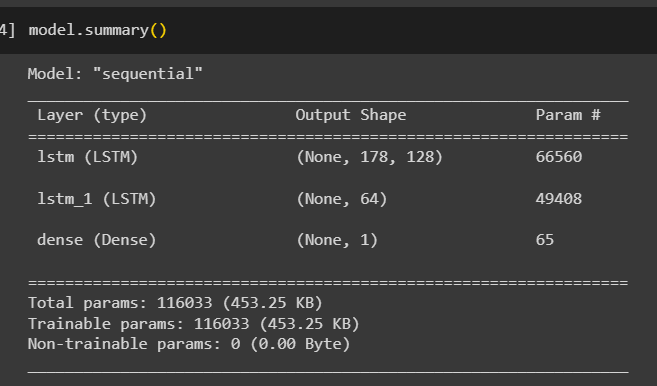 4] model.summary()
Model: "sequential"
Layer (type) Output Shape Param #
lstm (LSTM) (None, 178, 128) 66560
lstm_1 (LSTM) (None, 64) 49408
dense (Dense) (None, 1) 65
Total params: 116033 (453.25 KB)
Trainable params: 116033 (453.25 KB)
Non-trainable params: 0 (0.00 Byte)